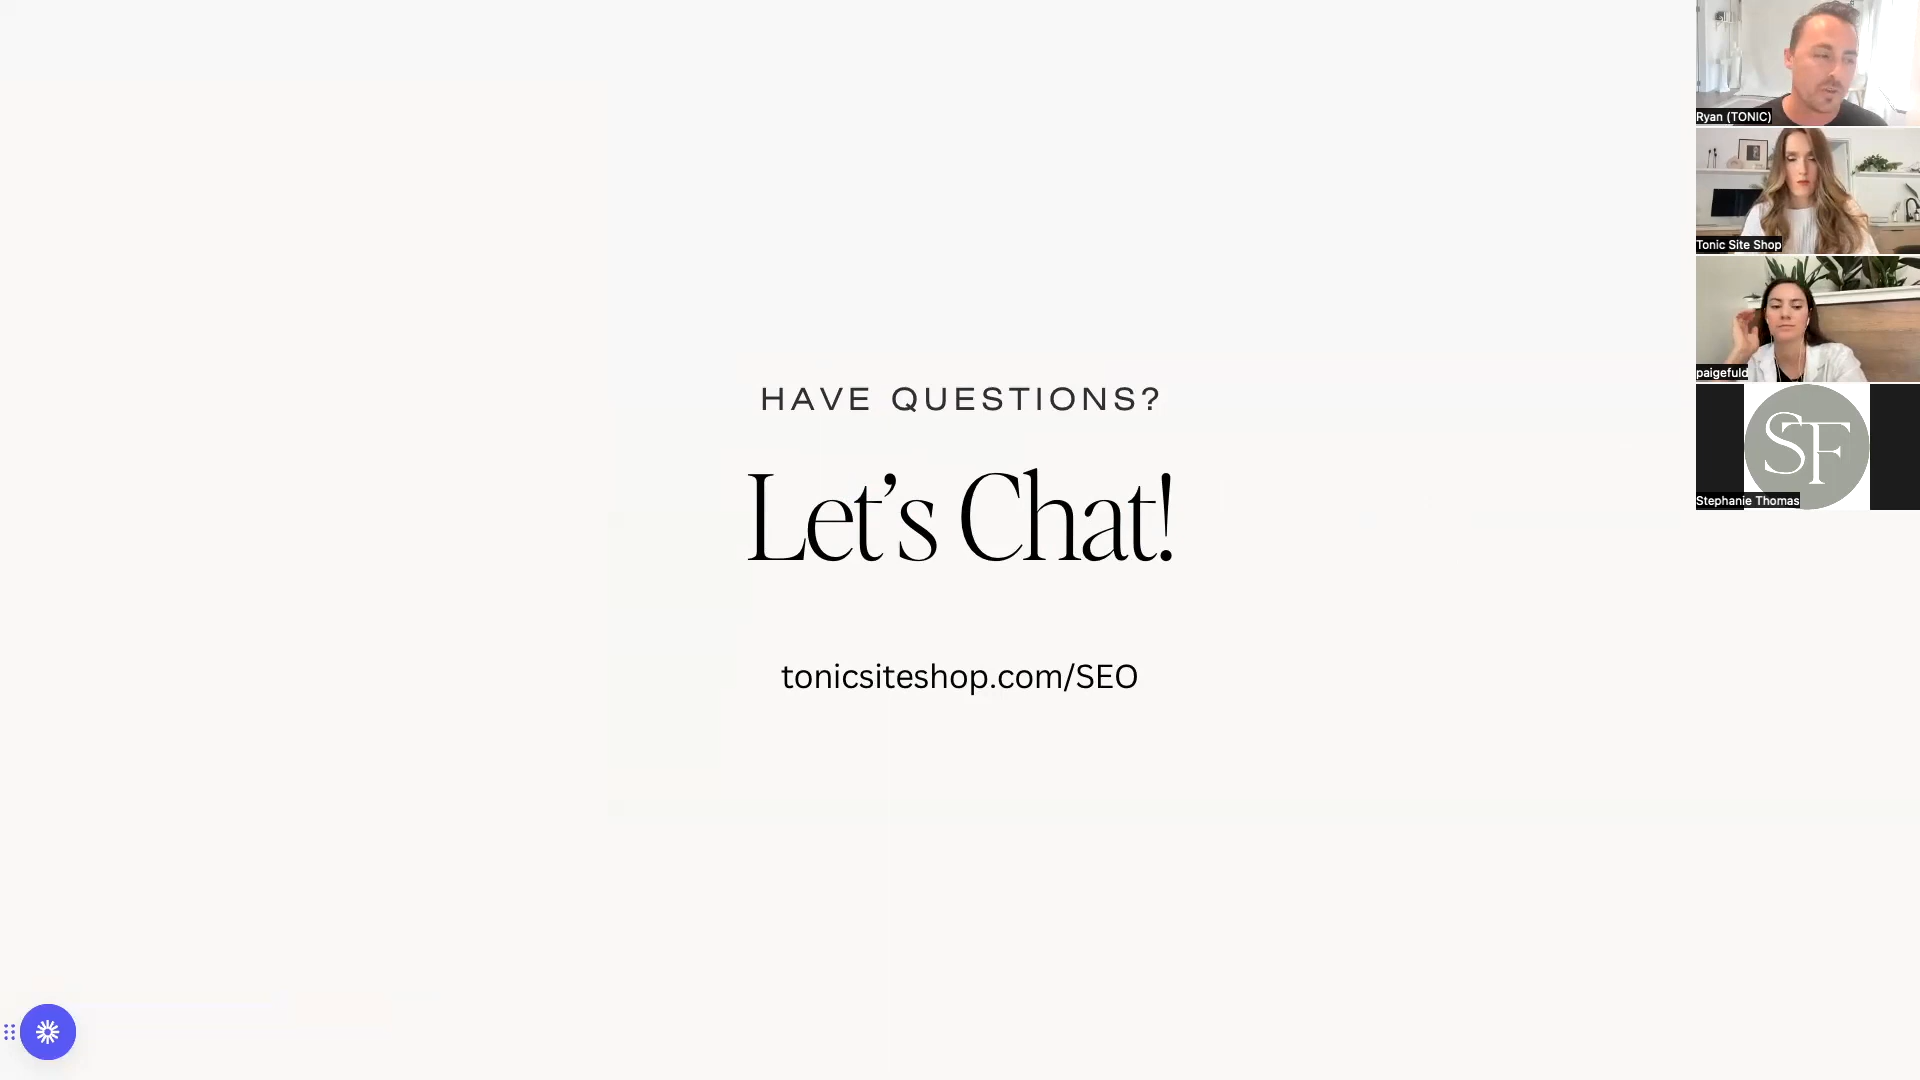 HAVE QUESTIONS?
Let’s Chat!
tonicsiteshop.com/SEO
Ryan (TONIC)
Tonic Site Shop
paigefuld
SF
Stephanie Thomas